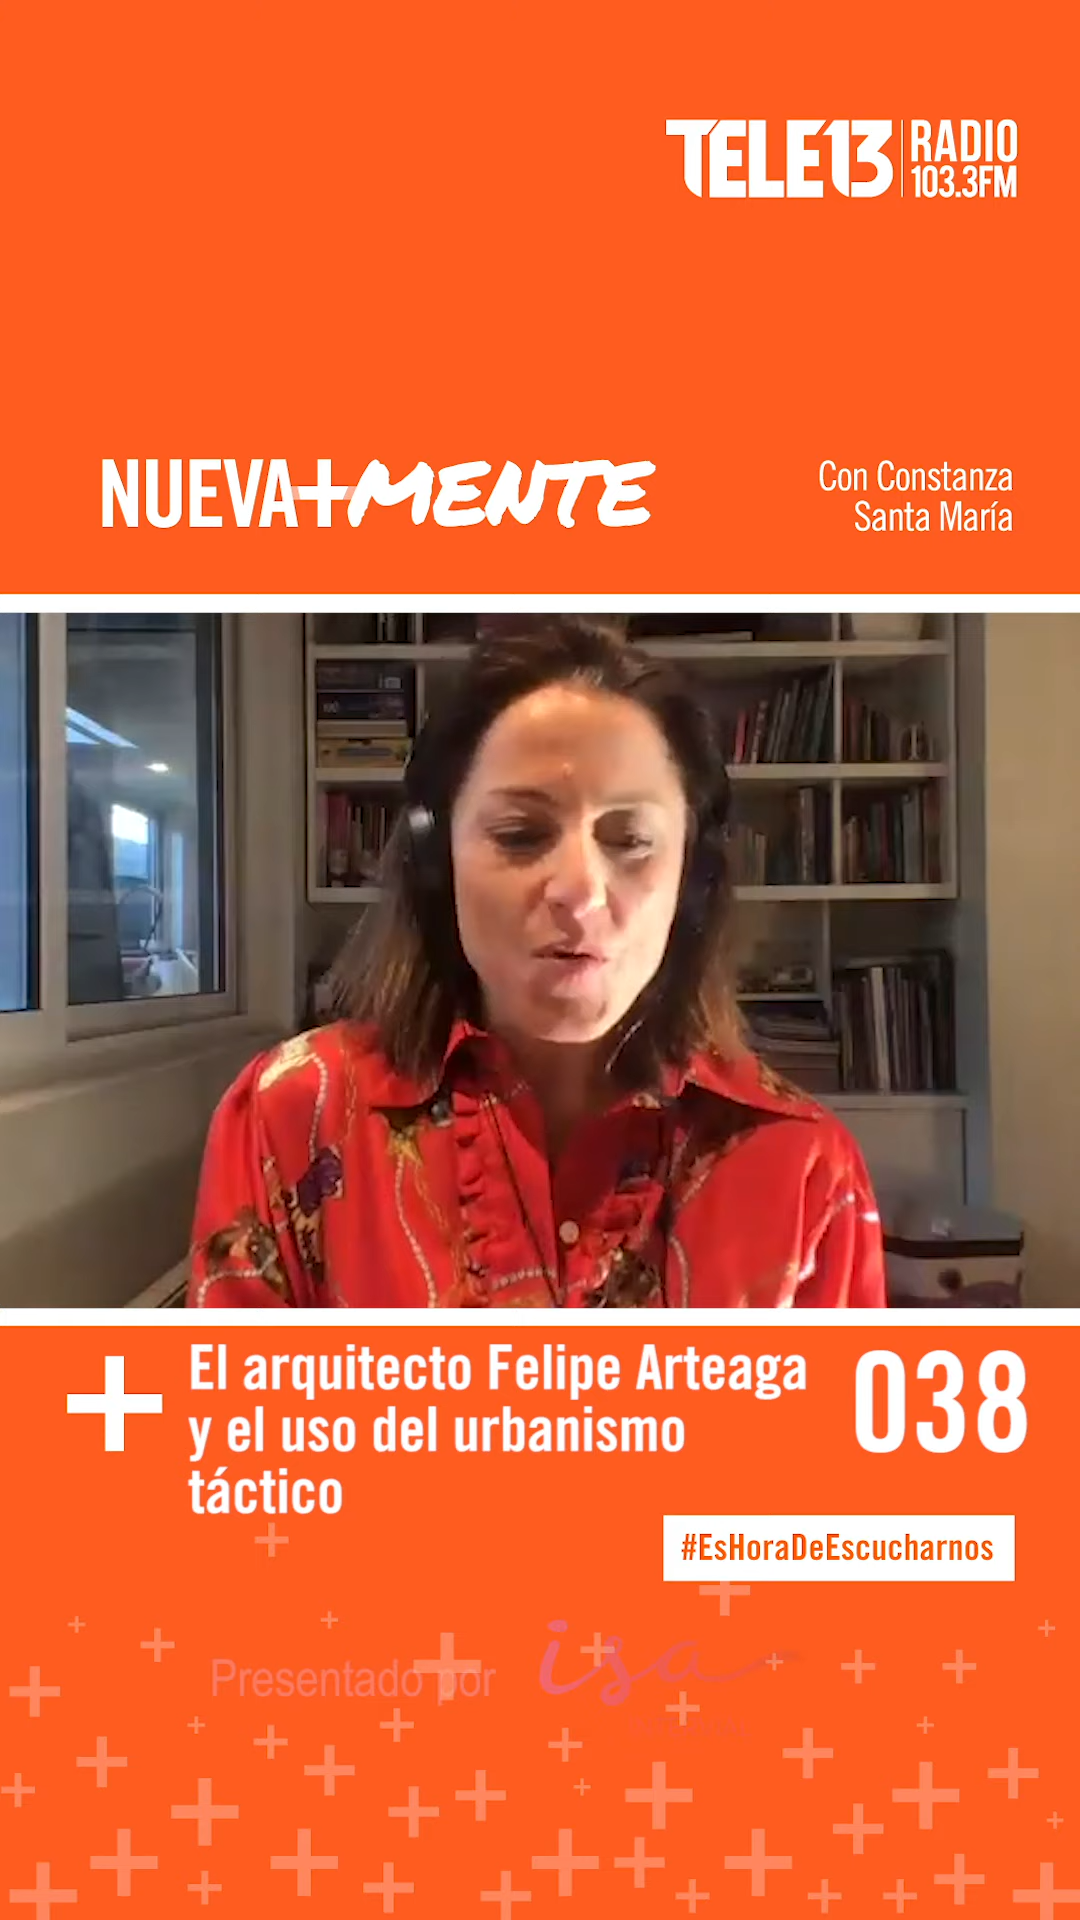 TELE13 RADIO
103.3FM
NUEVA+MENTE
Con Constanza
Santa María
El arquitecto Felipe Arteaga
y el uso del urbanismo
táctico
038
#EsHoraDeEscucharnos
Presentado por isa